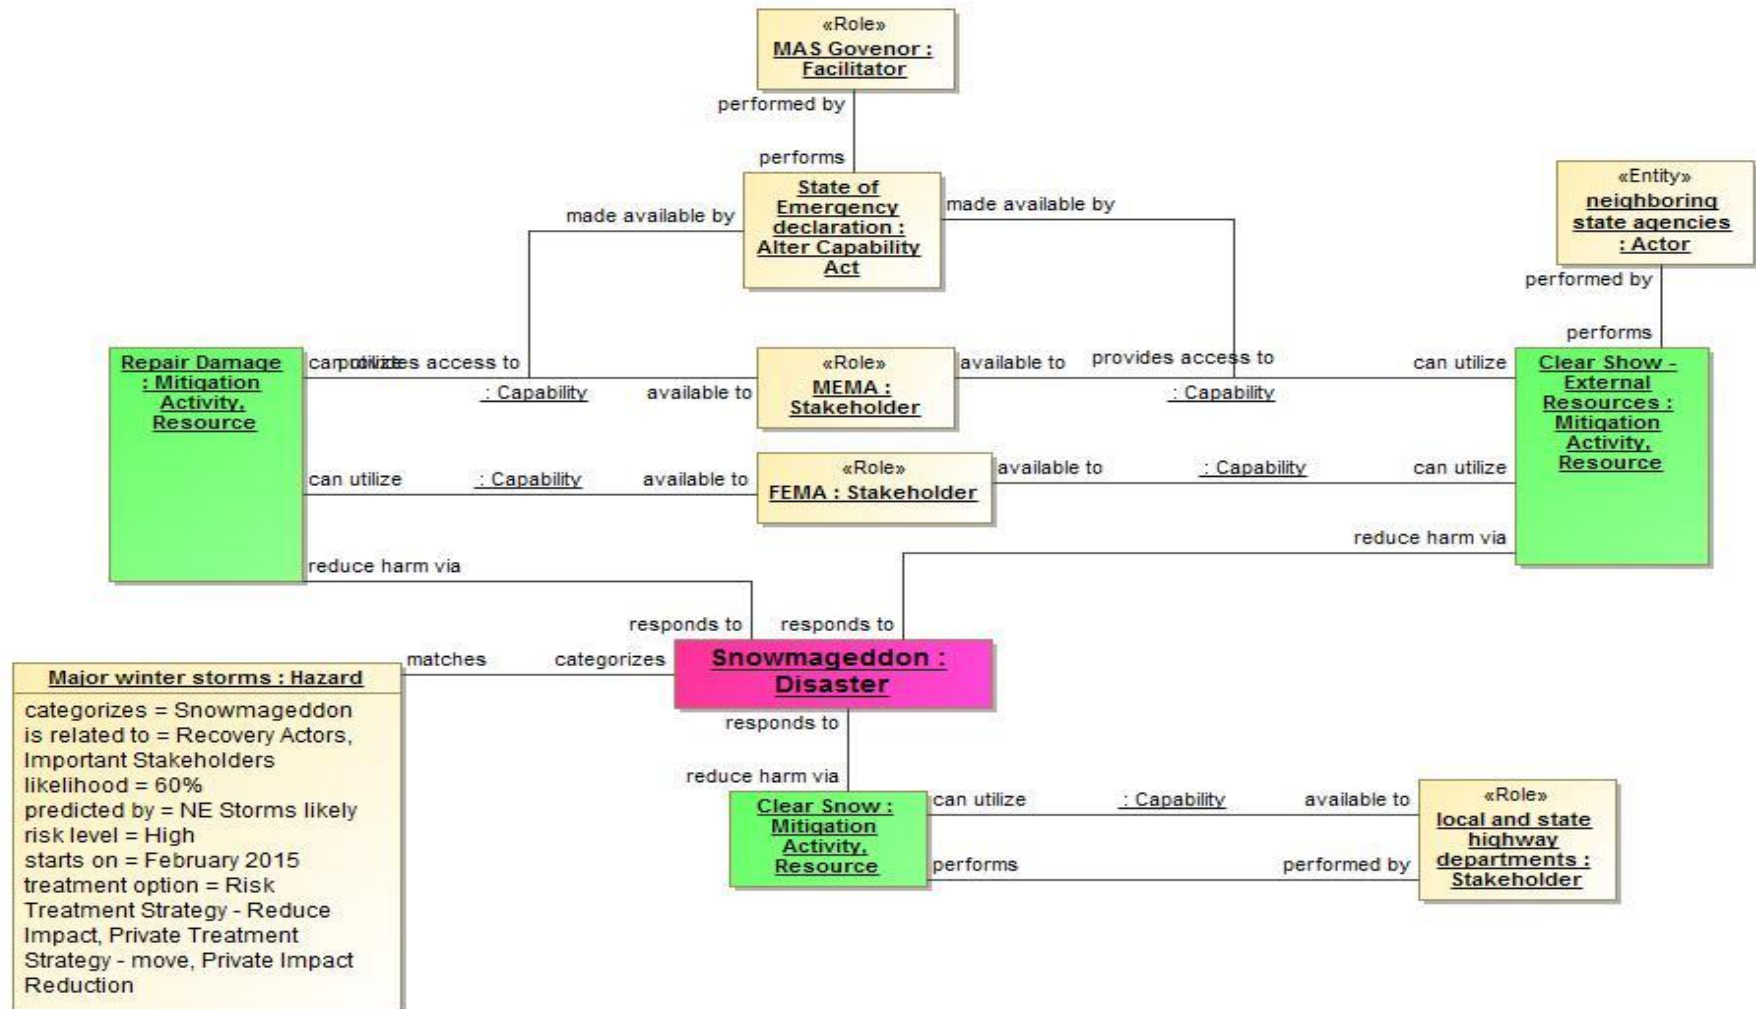 «Role»
MAS Govenor :
Facilitator
performed by
performs
State of
Emergency
declaration :
Alter Capability
Act
made available by
made available by
«Entity»
neighboring
state agencies
: Actor
performed by
performs
Repair Damage
: Mitigation
Activity,
Resource
can utilize
provides access to
: Capability
available to
«Role»
MEMA :
Stakeholder
available to
provides access to
: Capability
can utilize
Clear Show -
External
Resources :
Mitigation
Activity,
Resource
can utilize
: Capability
available to
«Role»
FEMA : Stakeholder
available to
: Capability
can utilize
reduce harm via
reduce harm via
responds to
responds to
matches
categorizes
Snowmageddon :
Disaster
Major winter storms : Hazard
categorizes = Snowmageddon
is related to = Recovery Actors,
Important Stakeholders
likelihood = 60%
predicted by = NE Storms likely
risk level = High
starts on = February 2015
treatment option = Risk
Treatment Strategy - Reduce
Impact, Private Treatment
Strategy - move, Private Impact
Reduction
responds to
reduce harm via
Clear Snow :
Mitigation
Activity,
Resource
can utilize
: Capability
available to
performs
performed by
«Role»
local and state
highway
departments :
Stakeholder